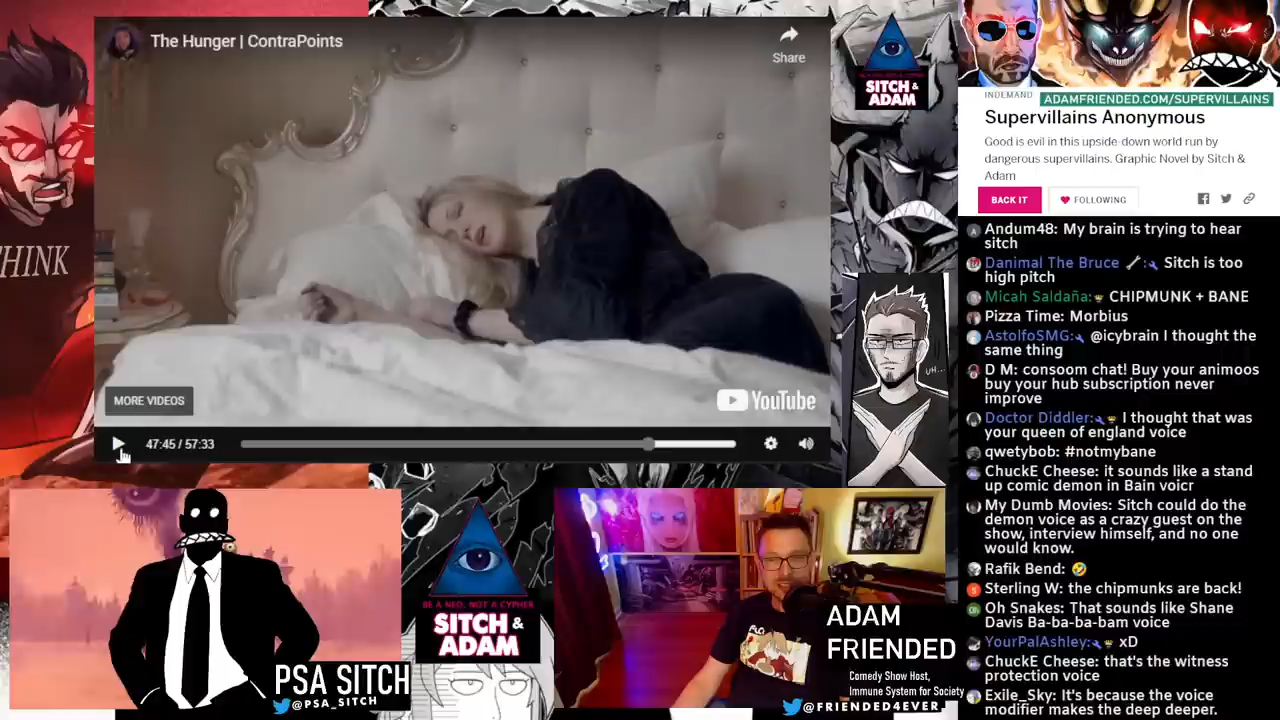 The Hunger | ContraPoints
Share
MORE VIDEOS
YouTube
47:45 / 57:33
THINK
SITCH &
ADAM
UH...
INDEMAND
ADAMFRIENDED.COM/SUPERVILLAINS
Supervillains Anonymous
Good is evil in this upside-down world run by
dangerous supervillains. Graphic Novel by Sitch &
Adam
BACK IT
FOLLOWING
Andum48: My brain is trying to hear
sitch
Danimal The Bruce : Sitch is too
high pitch
Micah Saldaña: CHIPMUNK + BANE
Pizza Time: Morbius
AstolfoSMG: @icybrain I thought the
same thing
D M: consoom chat! Buy your animoos
buy your hub subscription never
improve
Doctor Diddler: I thought that was
your queen of england voice
qwetybob: #notmybane
ChuckE Cheese: it sounds like a stand
up comic demon in Bain voicr
My Dumb Movies: Sitch could do the
demon voice as a crazy guest on the
show, interview himself, and no one
would know.
Rafik Bend: 🤣
Sterling W: the chipmunks are back!
Oh Snakes: That sounds like Shane
Davis Ba-ba-ba-bam voice
YourPalAshley: xD
ChuckE Cheese: that's the witness
protection voice
Exile_Sky: It's because the voice
modifier makes the deep deeper.
PSA SITCH
@PSA_SITCH
BE A NEO, NOT A CYPHER
SITCH &
ADAM
ADAM
FRIENDED
Comedy Show Host,
Immune System for Society
@FRIENDED4EVER